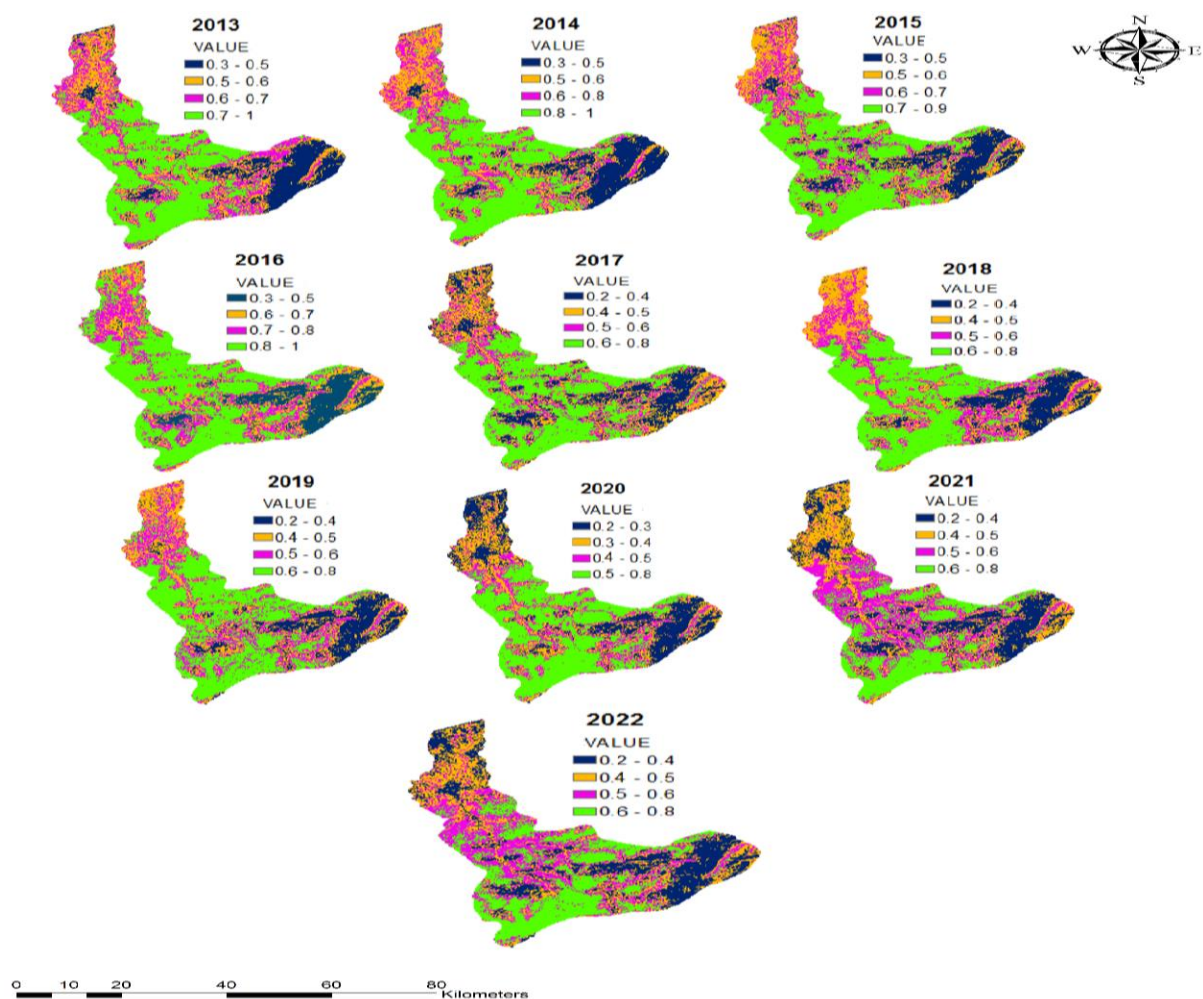 2013
VALUE
0.3 - 0.5
0.5 - 0.6
0.6 - 0.7
0.7 - 1
2014
VALUE
0.3 - 0.5
0.5 - 0.6
0.6 - 0.8
0.8 - 1
2015
VALUE
0.3 - 0.5
0.5 - 0.6
0.6 - 0.7
0.7 - 0.9
N
W E
S
2016
VALUE
0.3 - 0.5
0.6 - 0.7
0.7 - 0.8
0.8 - 1
2017
VALUE
0.2 - 0.4
0.4 - 0.5
0.5 - 0.6
0.6 - 0.8
2018
VALUE
0.2 - 0.4
0.4 - 0.5
0.5 - 0.6
0.6 - 0.8
2019
VALUE
0.2 - 0.4
0.4 - 0.5
0.5 - 0.6
0.6 - 0.8
2020
VALUE
0.2 - 0.3
0.3 - 0.4
0.4 - 0.5
0.5 - 0.8
2021
VALUE
0.2 - 0.4
0.4 - 0.5
0.5 - 0.6
0.6 - 0.8
2022
VALUE
0.2 - 0.4
0.4 - 0.5
0.5 - 0.6
0.6 - 0.8
0 10 20 40 60 80
Kilometers